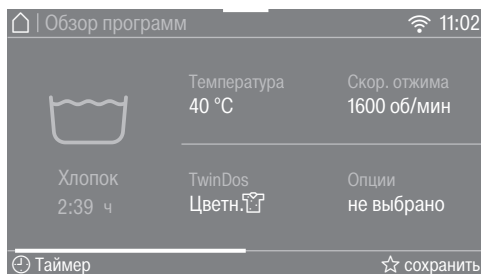 | Обзор программ 11:02
Температура Скор. отжима
40 °C 1600 об/мин
Хлопок TwinDos Опции
2:39 ч Цветн. не выбрано
Таймер сохранить